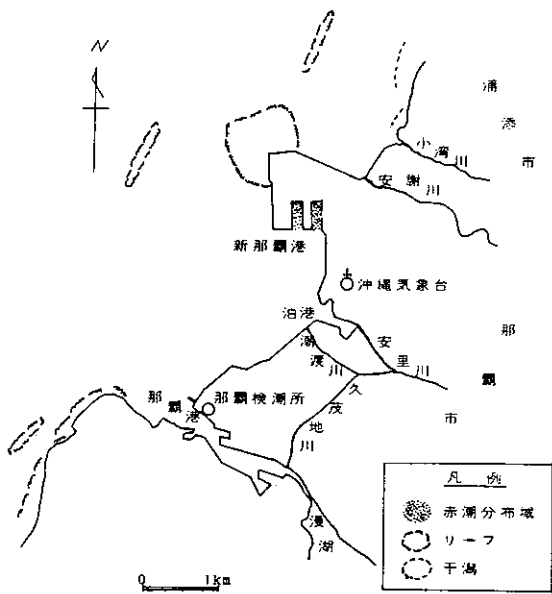 N
浦添市
小湾川
安謝川
新那覇港
沖縄気象台
泊港
潮渡川
安里川
那覇市
久茂地川
那覇港
那覇検潮所
漫湖
凡例
赤潮分布域
リーフ
干潟
0 1km